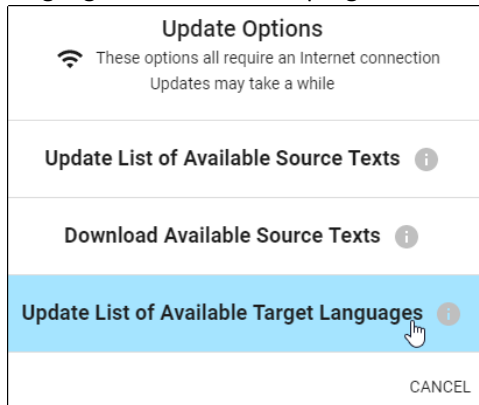 Update Options
These options all require an Internet connection
Updates may take a while
Update List of Available Source Texts
Download Available Source Texts
Update List of Available Target Languages
CANCEL